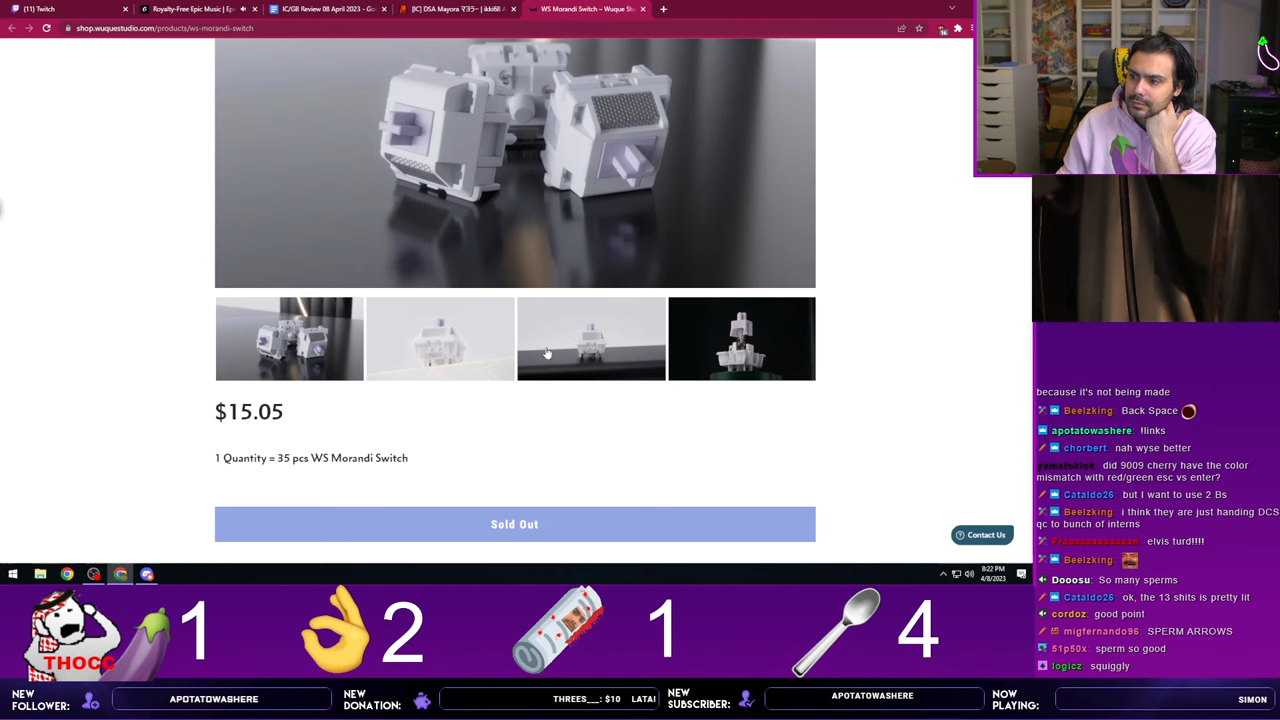 (11) Twitch
Royalty-Free Epic Music | Epi
IC/GB Review 08 April 2023 - Go
[IC] DSA Mayora マヨラー | ikki68 A
WS Morandi Switch – Wuque Stu
shop.wuquestudio.com/products/ws-morandi-switch
$15.05
1 Quantity = 35 pcs WS Morandi Switch
Sold Out
Contact Us
8:22 PM
4/8/2023
because it's not being made
Beelzking: Back Space
apotatowashere: !links
chorbert: nah wyse better
yamatokiok: did 9009 cherry have the color
mismatch with red/green esc vs enter?
Cataldo26: but I want to use 2 Bs
Beelzking: i think they are just handing DCS
qc to bunch of interns
elvis turd!!!!
Beelzking:
Dooosu: So many sperms
Cataldo26: ok, the 13 shits is pretty lit
cordoz: good point
migfernando96: SPERM ARROWS
51p50x: sperm so good
logicz: squiggly
THOCC
1
2
1
4
NEW
FOLLOWER:
APOTATOWASHERE
NEW
DONATION:
THREES___: $10 LATAI
NEW
SUBSCRIBER:
APOTATOWASHERE
NOW
PLAYING:
SIMON